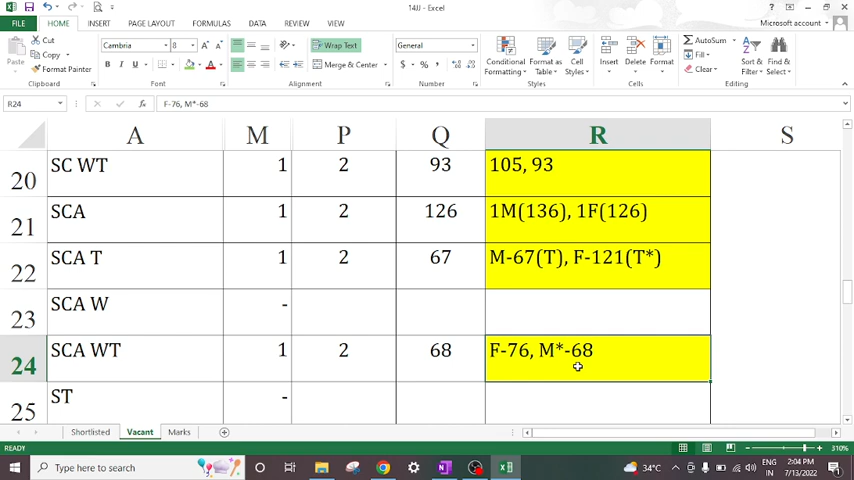 14JJ - Excel
FILE HOME INSERT PAGE LAYOUT FORMULAS DATA REVIEW VIEW Microsoft account
Cut Cambria 8 Wrap Text General AutoSum
Copy Fill
Paste Format Painter B I U Merge & Center $ % Conditional Formatting Format as Table Cell Styles Insert Delete Format Clear Sort & Filter Find & Select
Clipboard Font Alignment Number Styles Cells Editing
R24 fx F-76, M*-68
A M P Q R S
20 SC WT 1 2 93 105, 93
21 SCA 1 2 126 1M(136), 1F(126)
22 SCA T 1 2 67 M-67(T), F-121(T*)
23 SCA W -
24 SCA WT 1 2 68 F-76, M*-68
25 ST -
Shortlisted Vacant Marks
READY 310%
Type here to search 34°C ENG IN 2:04 PM 7/13/2022